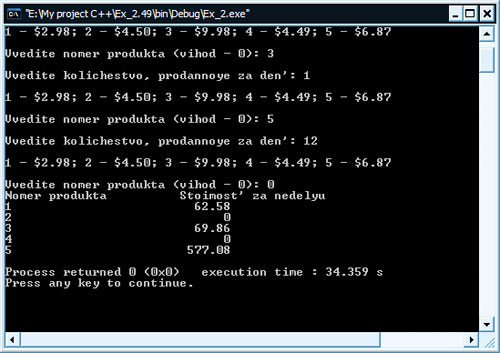 "E:\My project C++\Ex_2.49\bin\Debug\Ex_2.exe"
1 - $2.98; 2 - $4.50; 3 - $9.98; 4 - $4.49; 5 - $6.87
Vvedite nomer produkta (vihod - 0): 3
Vvedite kolichestvo, prodannoye za den': 1
1 - $2.98; 2 - $4.50; 3 - $9.98; 4 - $4.49; 5 - $6.87
Vvedite nomer produkta (vihod - 0): 5
Vvedite kolichestvo, prodannoye za den': 12
1 - $2.98; 2 - $4.50; 3 - $9.98; 4 - $4.49; 5 - $6.87
Vvedite nomer produkta (vihod - 0): 0
Nomer produkta Stoimost' za nedelyu
1 62.58
2 0
3 69.86
4 0
5 577.08
Process returned 0 (0x0) execution time : 34.359 s
Press any key to continue.